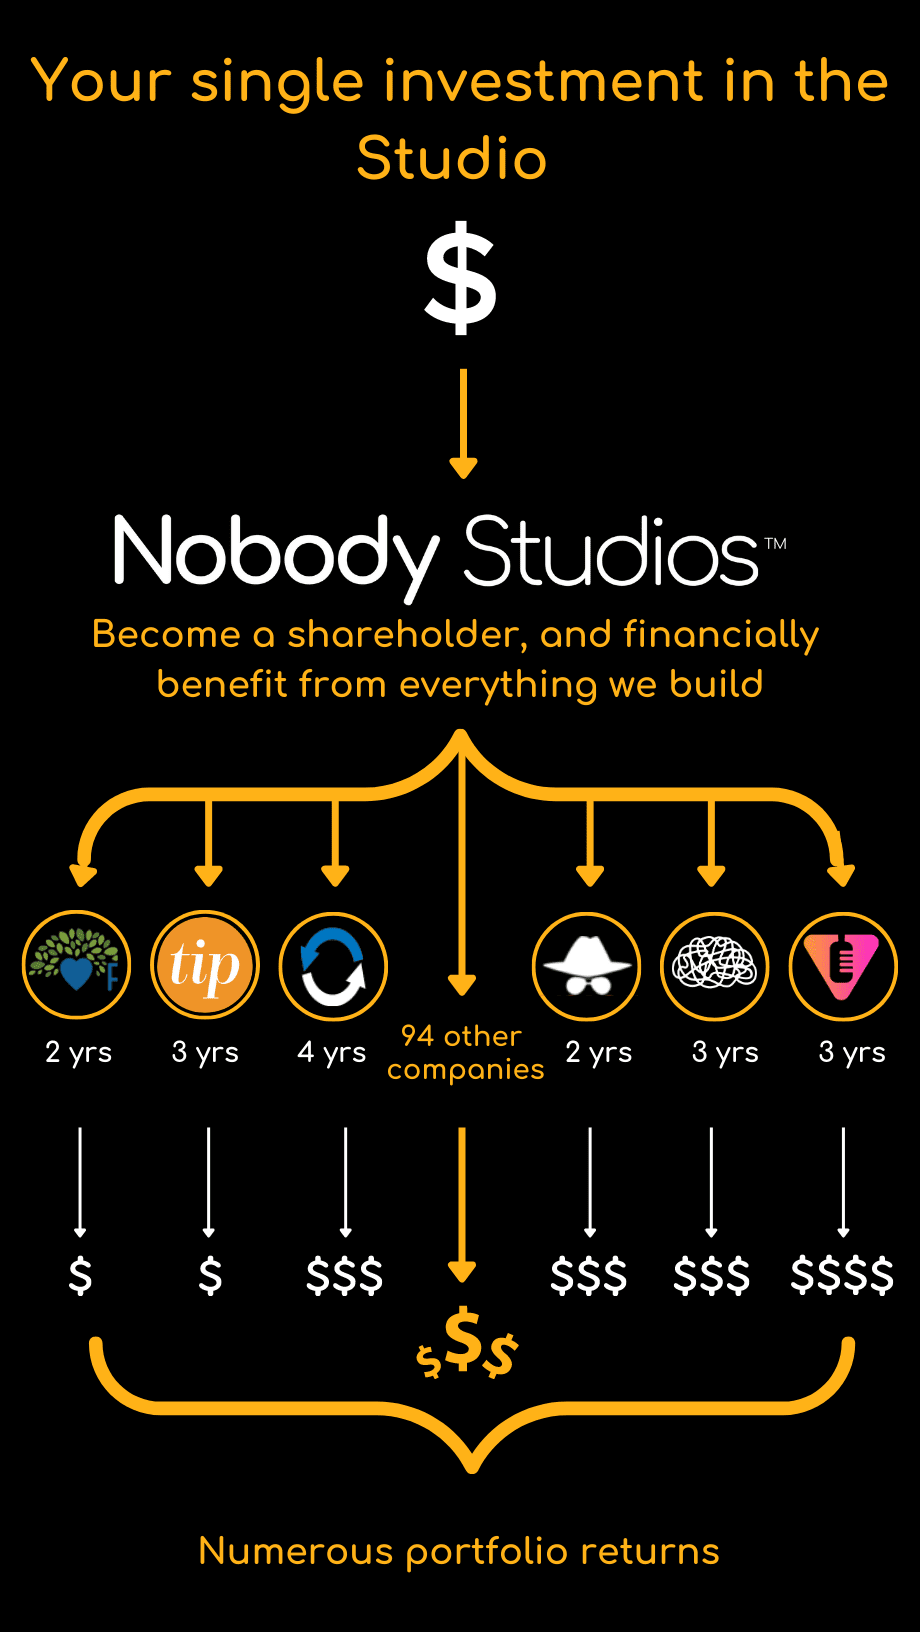 Your single investment in the
Studio
$
Nobody Studios™
Become a shareholder, and financially
benefit from everything we build
F
tip
2 yrs
3 yrs
4 yrs
94 other
companies
2 yrs
3 yrs
3 yrs
$
$
$$$
$$$
$$$
$$$$
$$$
Numerous portfolio returns